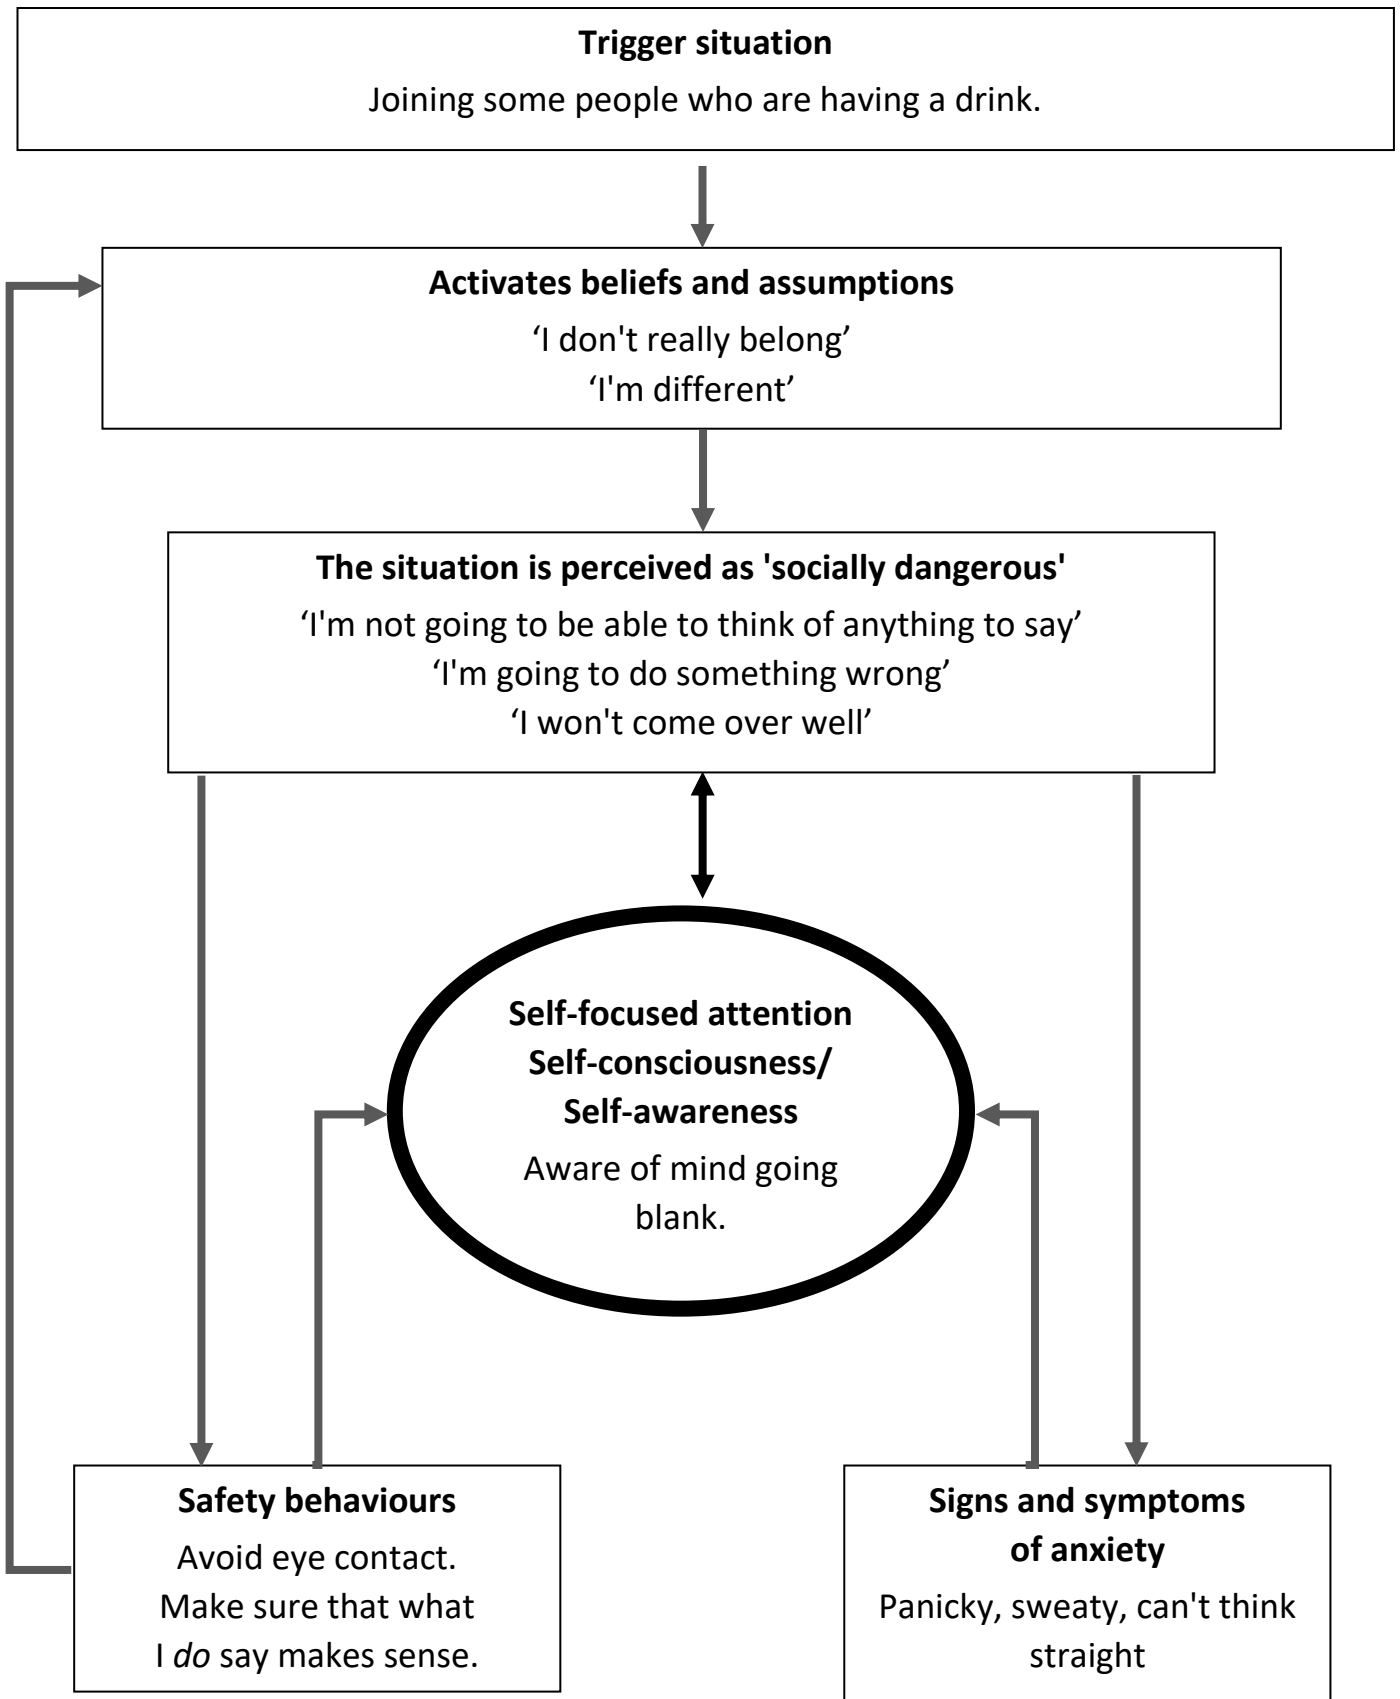 Trigger situation
Joining some people who are having a drink.
Activates beliefs and assumptions
‘I don't really belong’
‘I'm different’
The situation is perceived as 'socially dangerous'
‘I'm not going to be able to think of anything to say’
‘I'm going to do something wrong’
‘I won't come over well’
Self-focused attention
Self-consciousness/
Self-awareness
Aware of mind going
blank.
Safety behaviours
Avoid eye contact.
Make sure that what
I do say makes sense.
Signs and symptoms
of anxiety
Panicky, sweaty, can't think
straight